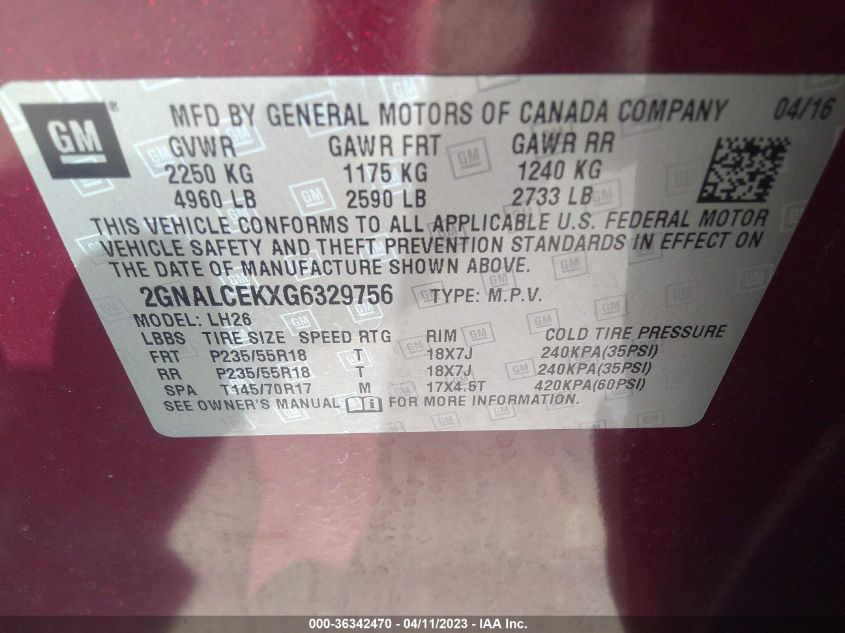 GM ® MFD BY GENERAL MOTORS OF CANADA COMPANY 04/16
GVWR GAWR FRT GAWR RR
2250 KG 1175 KG 1240 KG
4960 LB 2590 LB 2733 LB
THIS VEHICLE CONFORMS TO ALL APPLICABLE U.S. FEDERAL MOTOR
VEHICLE SAFETY AND THEFT PREVENTION STANDARDS IN EFFECT ON
THE DATE OF MANUFACTURE SHOWN ABOVE.
2GNALCEKXG6329756 TYPE: M.P.V.
MODEL: LH26
LBBS TIRE SIZE SPEED RTG RIM COLD TIRE PRESSURE
FRT P235/55R18 T 18X7J 240KPA(35PSI)
RR P235/55R18 T 18X7J 240KPA(35PSI)
SPA T145/70R17 M 17X4.5T 420KPA(60PSI)
SEE OWNER'S MANUAL FOR MORE INFORMATION.
000-36342470 - 04/11/2023 - IAA Inc.